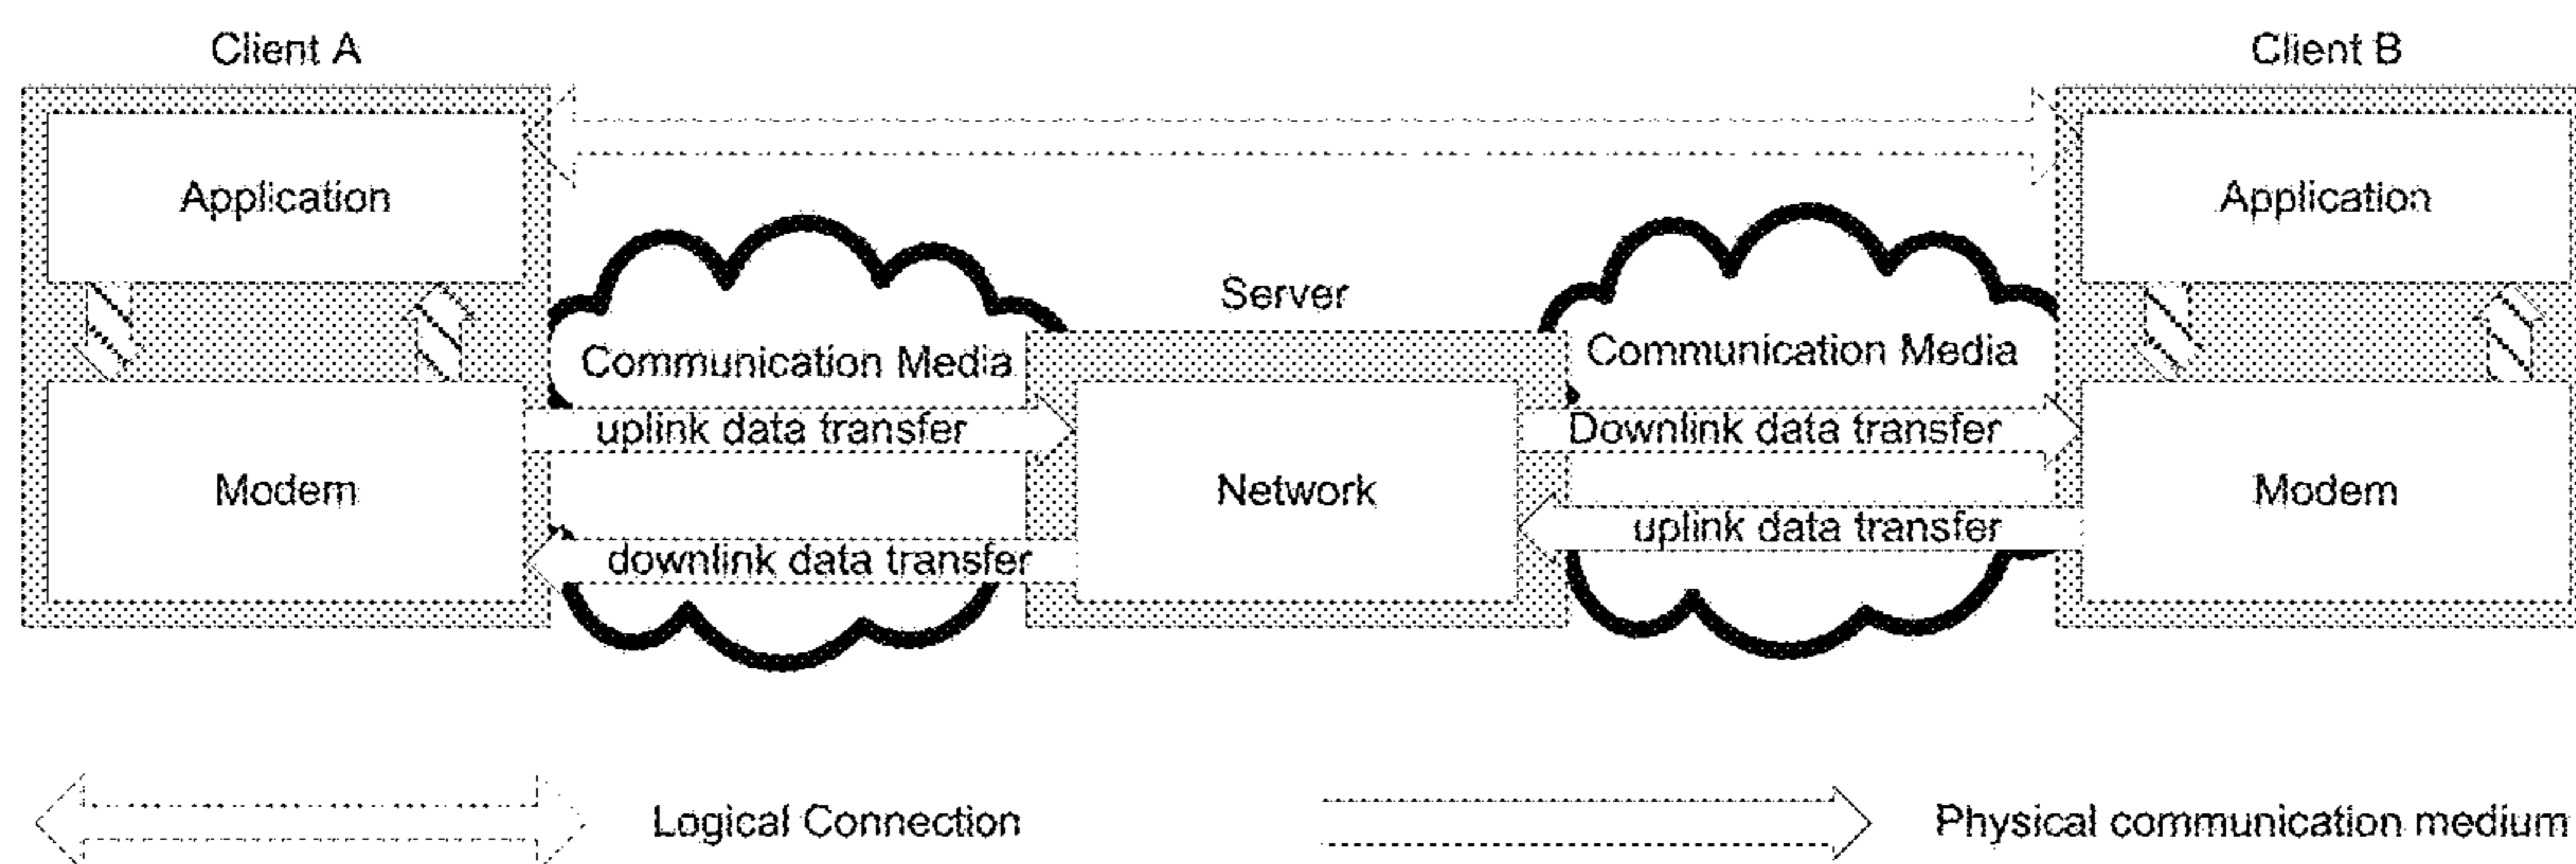 Client A
Client B
Application
Application
Server
Communication Media
Communication Media
uplink data transfer
Downlink data transfer
Modem
Network
Modem
uplink data transfer
downlink data transfer
Logical Connection
Physical communication medium